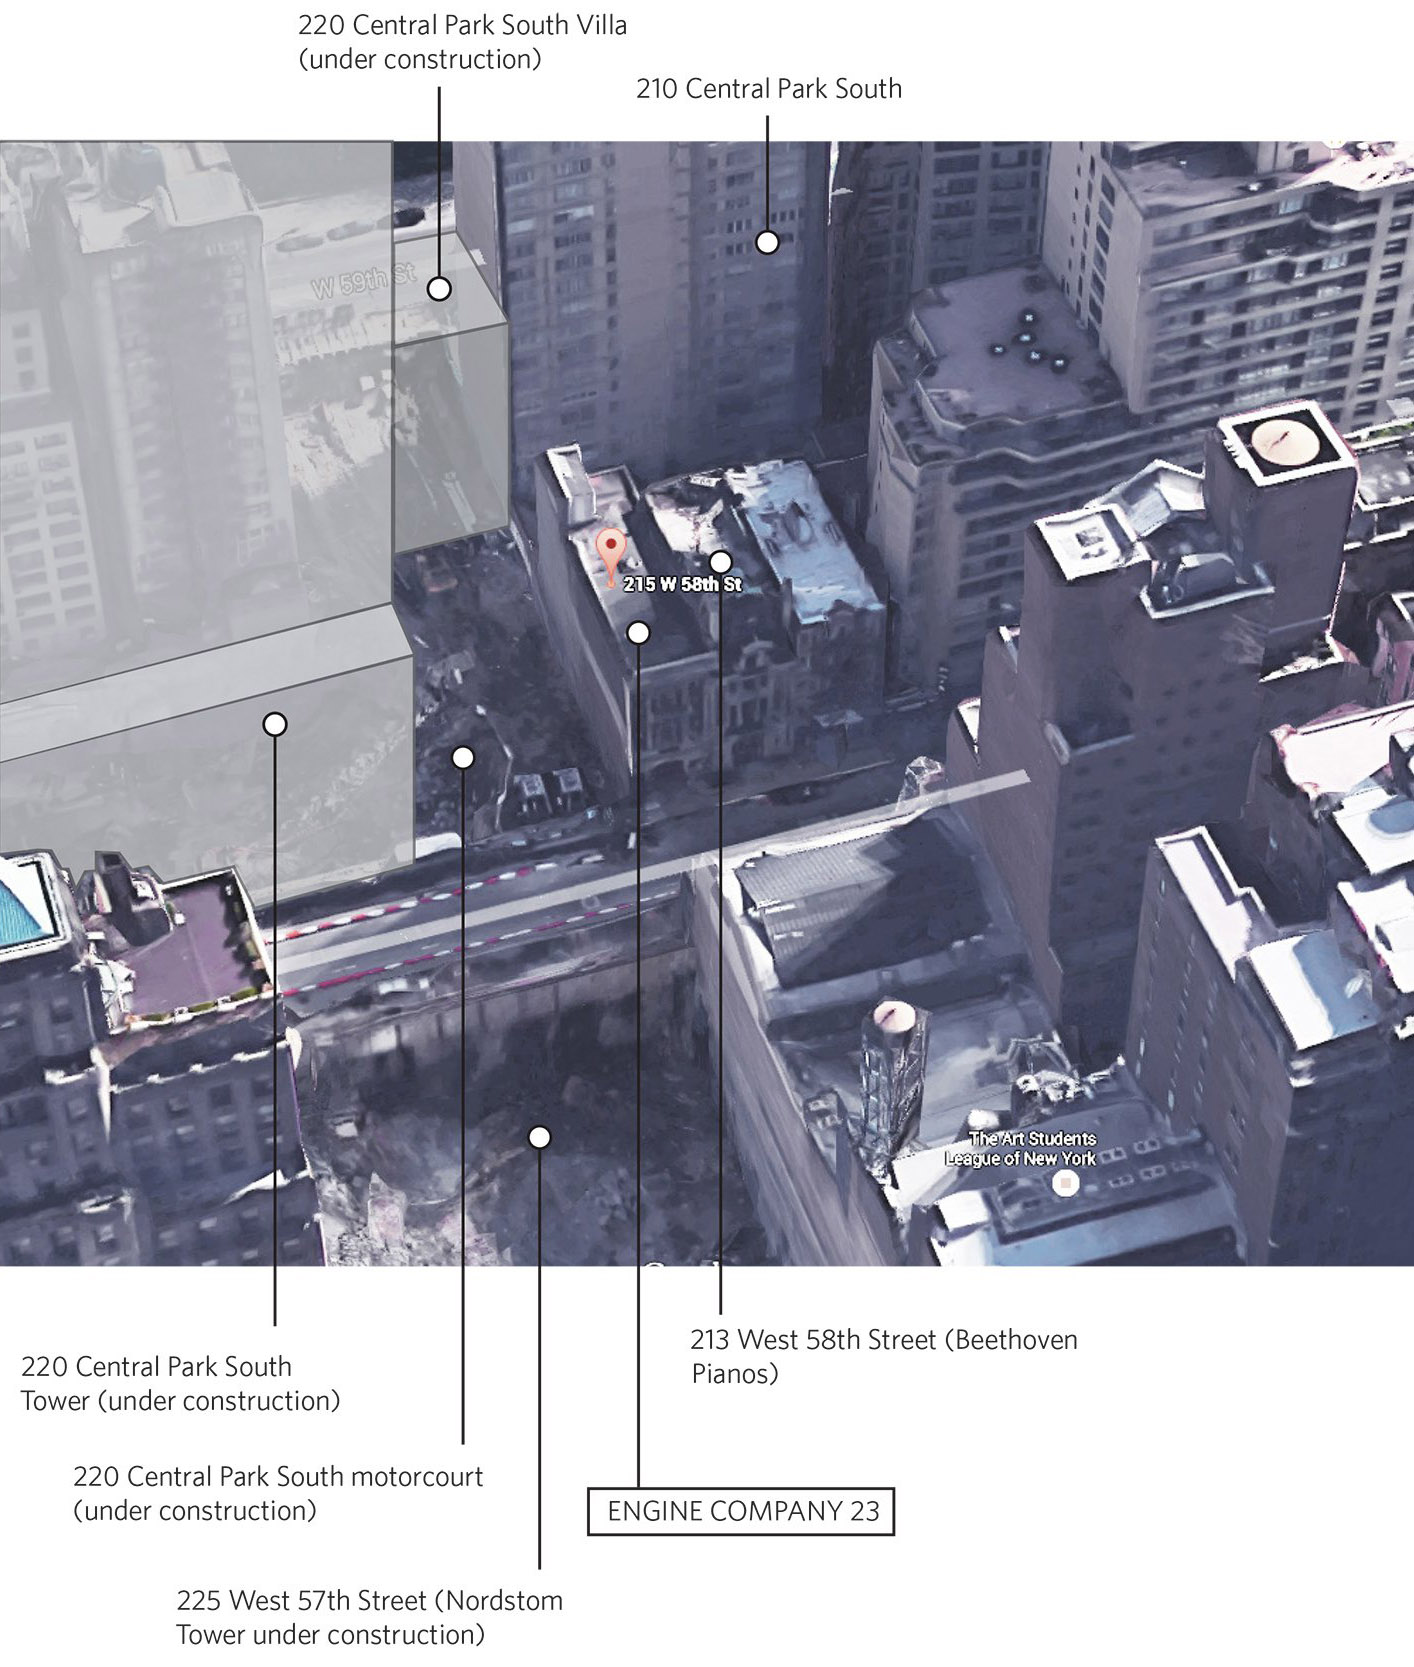 220 Central Park South Villa
(under construction)
210 Central Park South
W 59th St
215 W 58th St
The Art Students
League of New York
213 West 58th Street (Beethoven
Pianos)
220 Central Park South
Tower (under construction)
220 Central Park South motorcourt
(under construction)
ENGINE COMPANY 23
225 West 57th Street (Nordstom
Tower under construction)